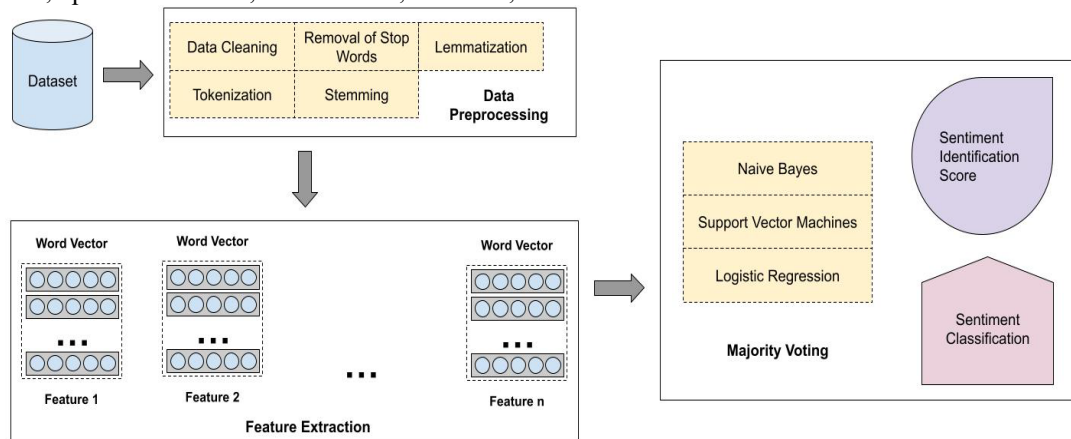 Dataset
Data Cleaning
Removal of Stop
Words
Lemmatization
Tokenization
Stemming
Data
Preprocessing
Word Vector
Word Vector
Word Vector
...
...
...
...
Feature 1
Feature 2
Feature n
Feature Extraction
Naive Bayes
Support Vector Machines
Logistic Regression
Majority Voting
Sentiment
Identification
Score
Sentiment
Classification